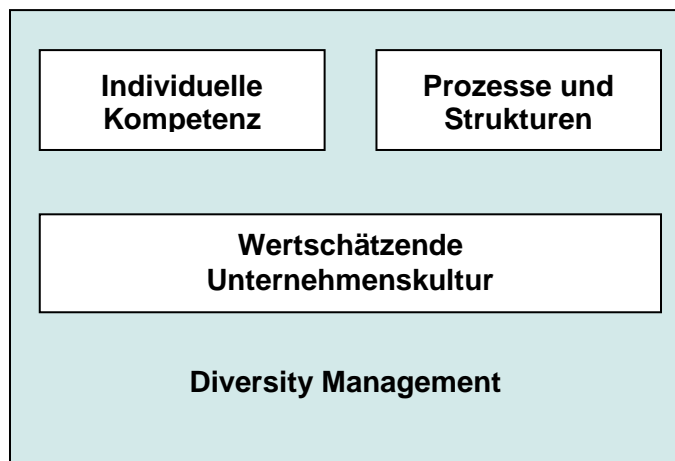 Individuelle
Kompetenz
Prozesse und
Strukturen
Wertschätzende
Unternehmenskultur
Diversity Management